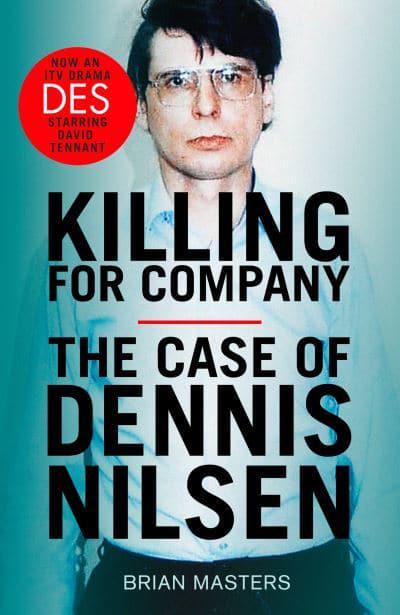 NOW AN
ITV DRAMA
DES
STARRING
DAVID
TENNANT
KILLING
FOR COMPANY
THE CASE OF
DENNIS
NILSEN
BRIAN MASTERS